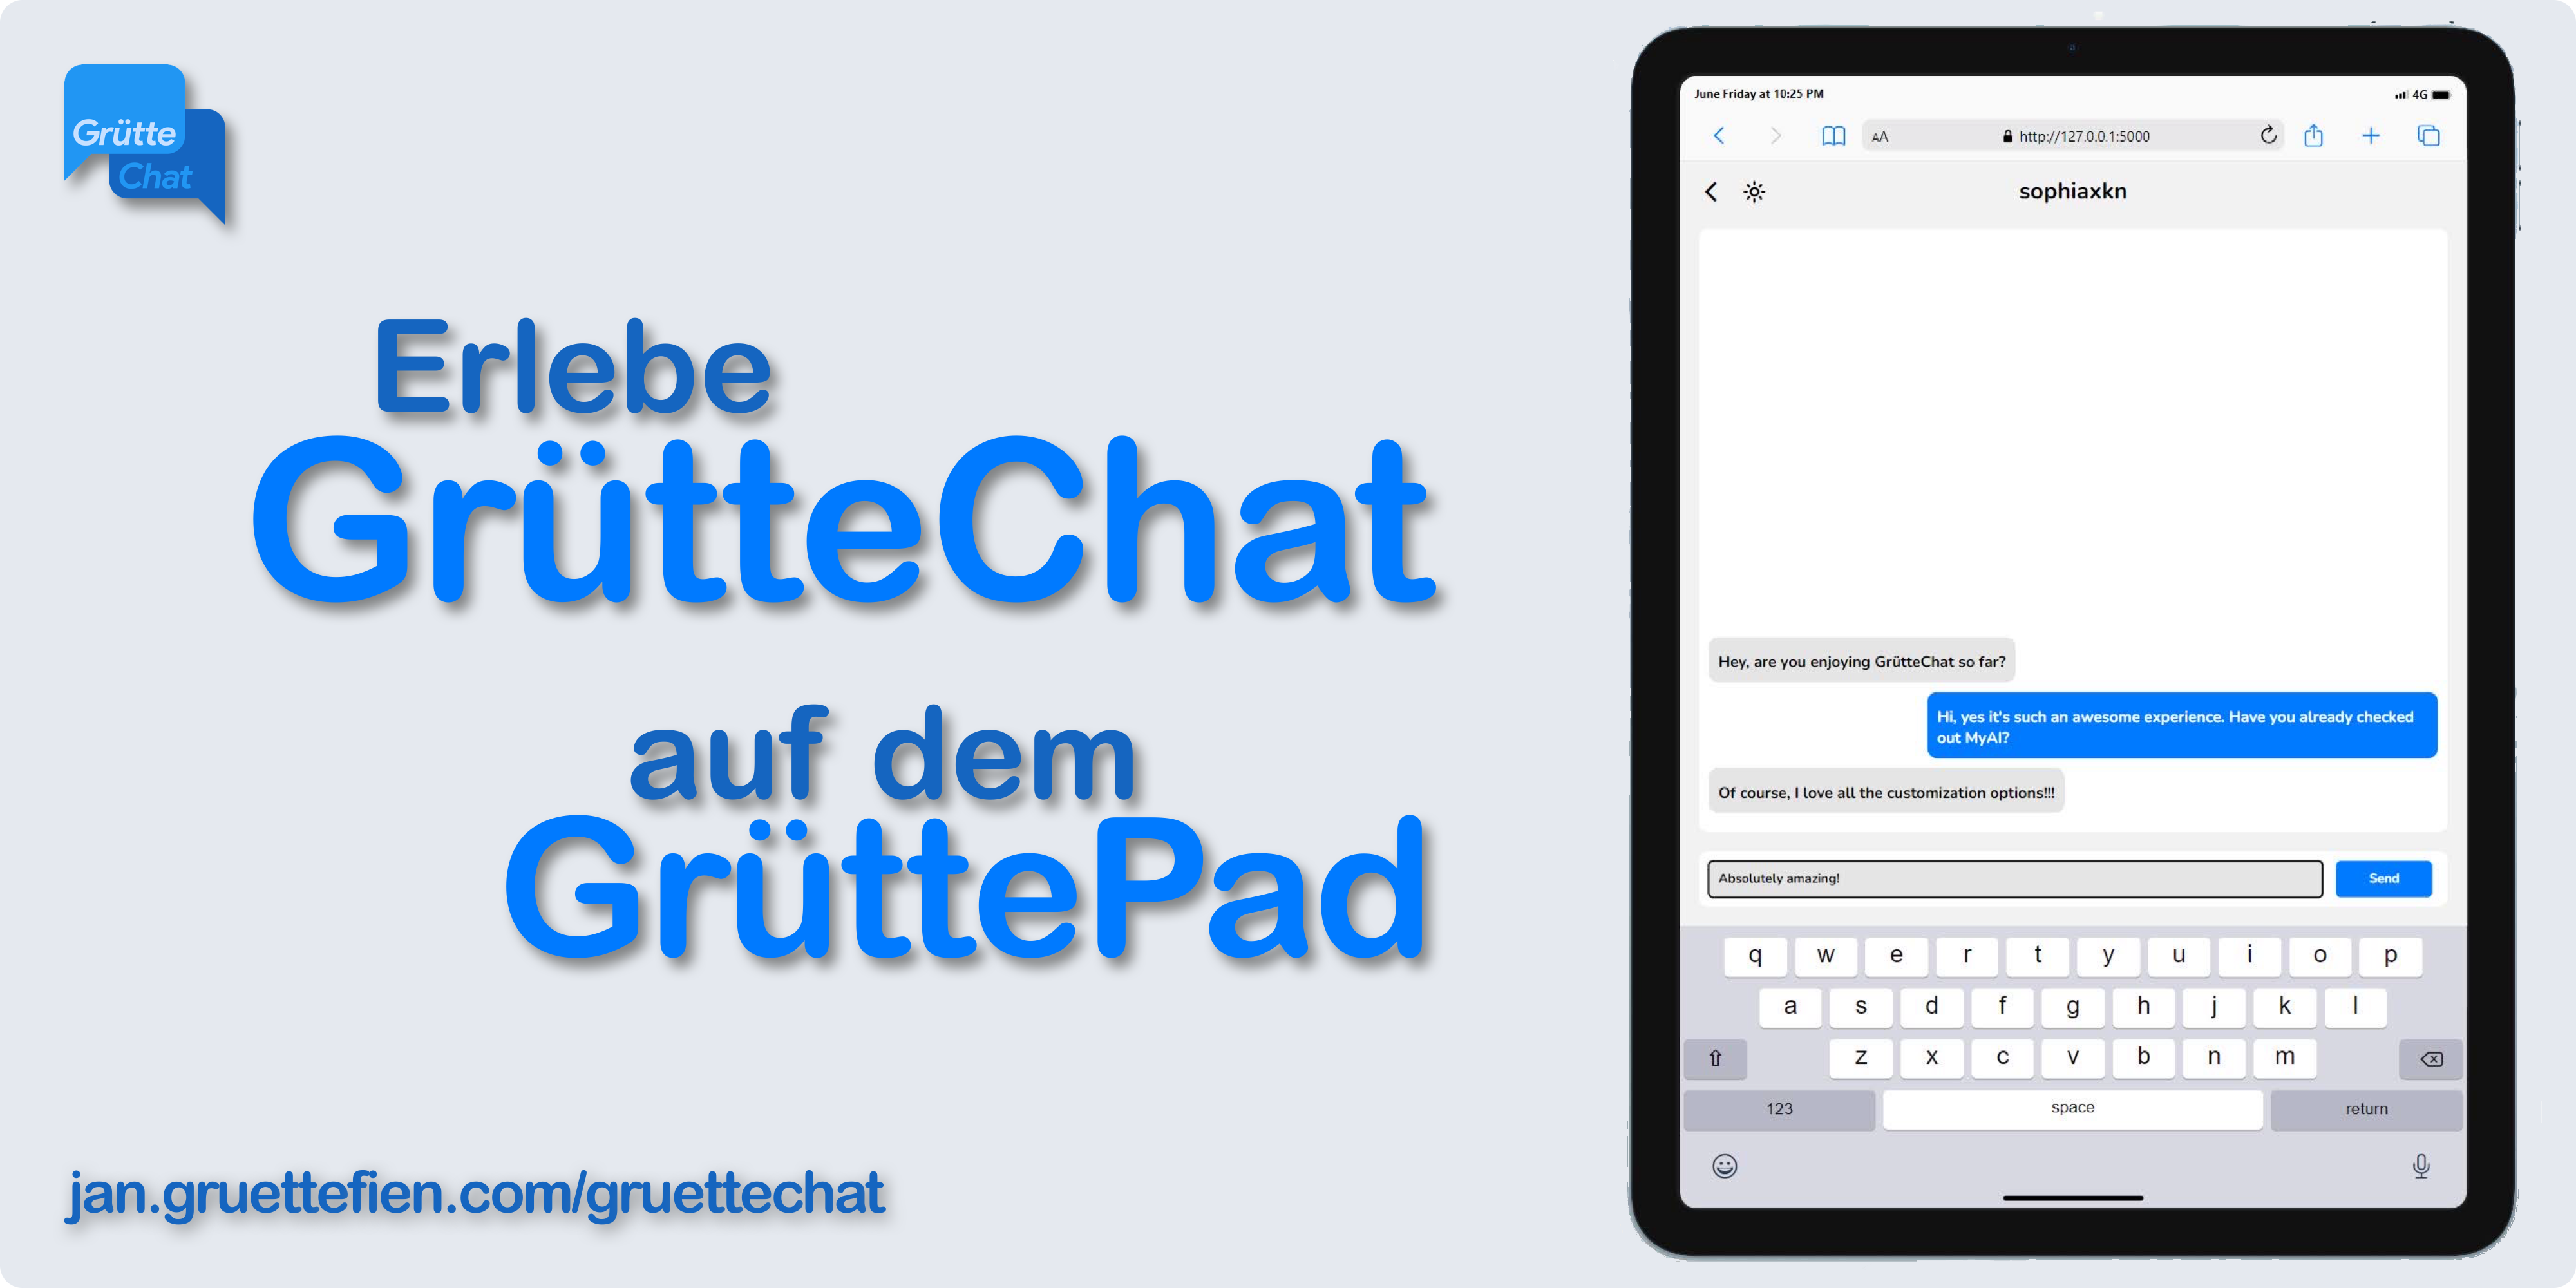 Grütte
Chat
Erlebe
GrütteChat
auf dem
GrüttePad
jan.gruettefien.com/gruettechat
June Friday at 10:25 PM
4G
AA
http://127.0.0.1:5000
sophiaxkn
Hey, are you enjoying GrütteChat so far?
Hi, yes it's such an awesome experience. Have you already checked
out MyAI?
Of course, I love all the customization options!!!
Absolutely amazing!
Send
q w e r t y u i o p
a s d f g h j k l
z x c v b n m
123 space return